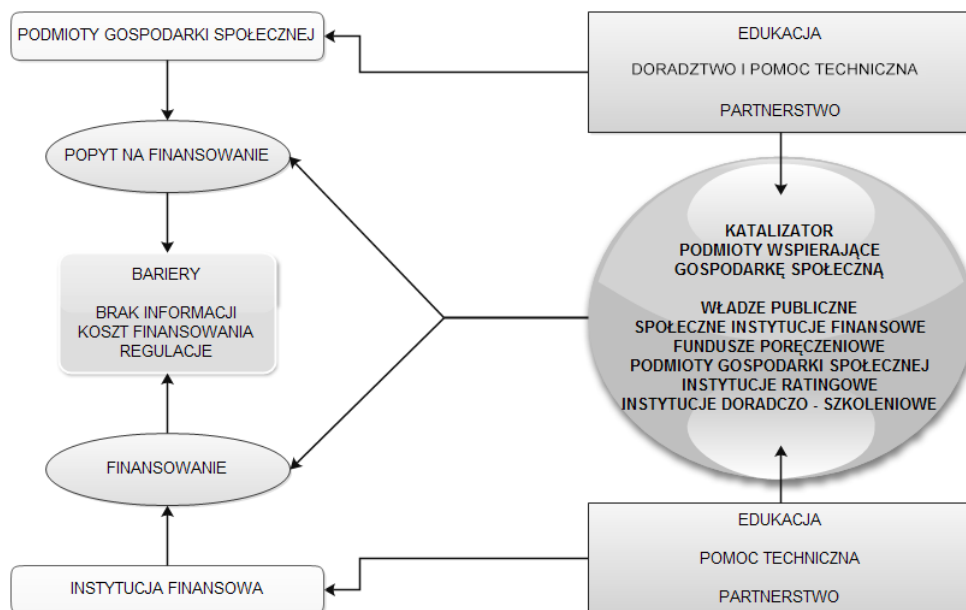 PODMIOTY GOSPODARKI SPOŁECZNEJ
EDUKACJA
DORADZTWO I POMOC TECHNICZNA
PARTNERSTWO
POPYT NA FINANSOWANIE
KATALIZATOR
PODMIOTY WSPIERAJĄCE
GOSPODARKĘ SPOŁECZNĄ
WŁADZE PUBLICZNE
SPOŁECZNE INSTYTUCJE FINANSOWE
FUNDUSZE PORĘCZENIOWE
PODMIOTY GOSPODARKI SPOŁECZNEJ
INSTYTUCJE RATINGOWE
INSTYTUCJE DORADCZO - SZKOLENIOWE
BARIERY
BRAK INFORMACJI
KOSZT FINANSOWANIA
REGULACJE
FINANSOWANIE
INSTYTUCJA FINANSOWA
EDUKACJA
POMOC TECHNICZNA
PARTNERSTWO